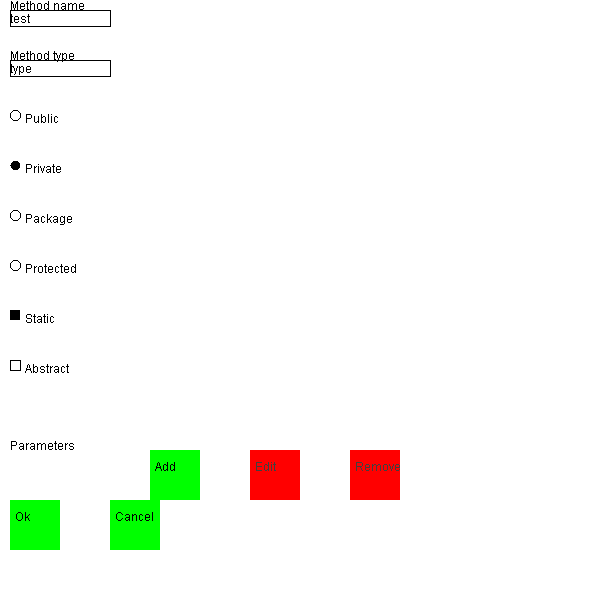 Method name
test
Method type
type
Public
Private
Package
Protected
Static
Abstract
Parameters
Add Edit Remove
Ok Cancel